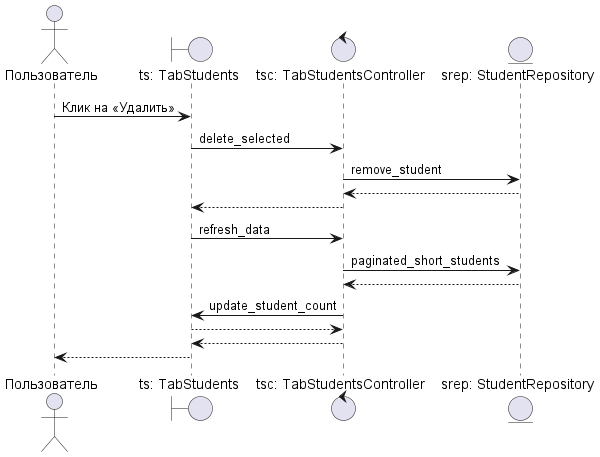 Пользователь
ts: TabStudents
tsc: TabStudentsController
srep: StudentRepository
Клик на «Удалить»
delete_selected
remove_student
refresh_data
paginated_short_students
update_student_count
Пользователь
ts: TabStudents
tsc: TabStudentsController
srep: StudentRepository